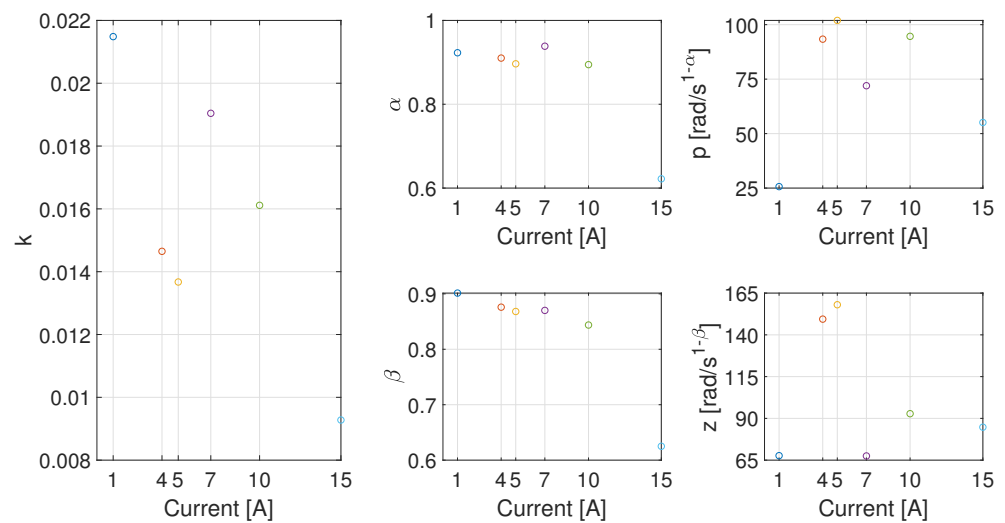 0.022
0.02
0.018
0.016
0.014
0.012
0.01
0.008
k
1 4 5 7 10 15
Current [A]
1
0.8
0.6
α
1 4 5 7 10 15
Current [A]
100
75
50
25
p [rad/s^{1-α}]
1 4 5 7 10 15
Current [A]
0.9
0.8
0.7
0.6
β
1 4 5 7 10 15
Current [A]
165
140
115
90
65
z [rad/s^{1-β}]
1 4 5 7 10 15
Current [A]